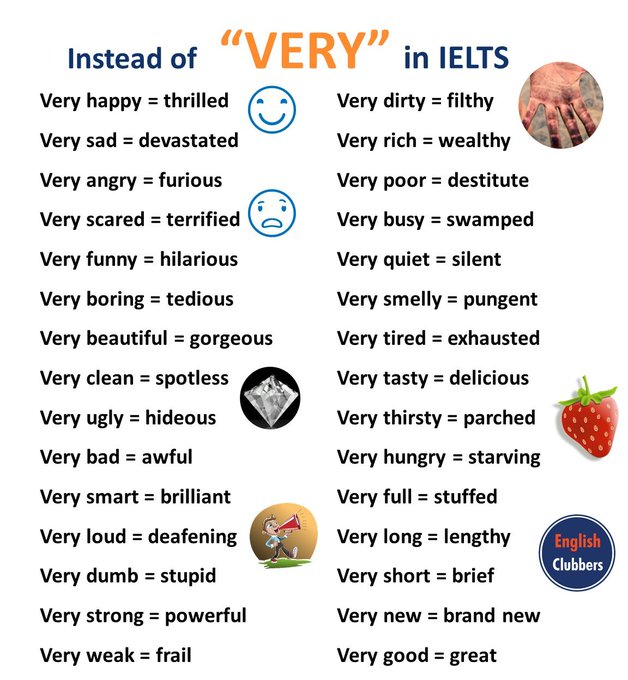 Instead of "VERY" in IELTS
Very happy = thrilled
Very sad = devastated
Very angry = furious
Very scared = terrified
Very funny = hilarious
Very boring = tedious
Very beautiful = gorgeous
Very clean = spotless
Very ugly = hideous
Very bad = awful
Very smart = brilliant
Very loud = deafening
Very dumb = stupid
Very strong = powerful
Very weak = frail
Very dirty = filthy
Very rich = wealthy
Very poor = destitute
Very busy = swamped
Very quiet = silent
Very smelly = pungent
Very tired = exhausted
Very tasty = delicious
Very thirsty = parched
Very hungry = starving
Very full = stuffed
Very long = lengthy
Very short = brief
Very new = brand new
Very good = great
English
Clubbers